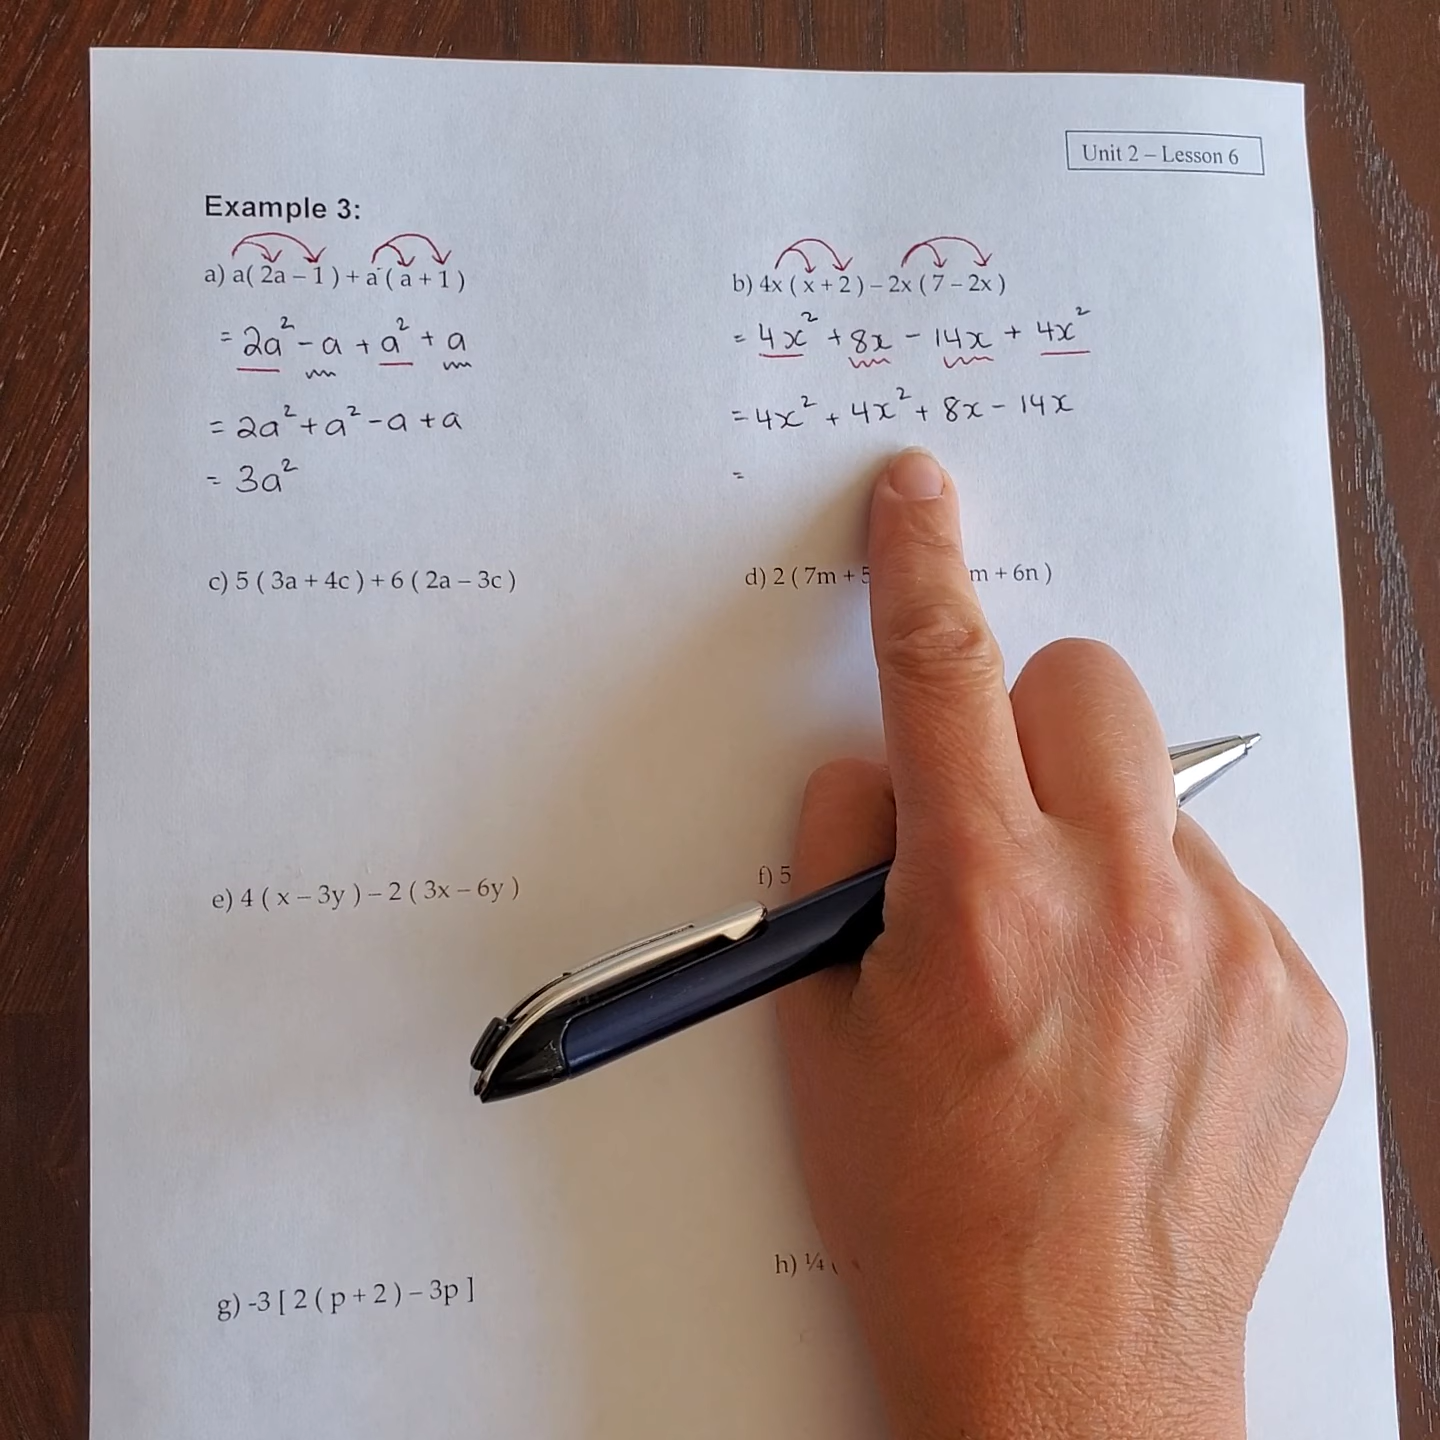 Unit 2 – Lesson 6
Example 3:
a) a( 2a – 1 ) + a ( a + 1 )
= 2a² - a + a² + a
= 2a² + a² - a + a
= 3a²
b) 4x ( x + 2 ) – 2x ( 7 – 2x )
= 4x² + 8x - 14x + 4x²
= 4x² + 4x² + 8x - 14x
=
c) 5 ( 3a + 4c ) + 6 ( 2a – 3c )
d) 2 ( 7m + 5 m + 6n )
e) 4 ( x – 3y ) – 2 ( 3x – 6y )
f) 5
g) -3 [ 2 ( p + 2 ) – 3p ]
h) ¼ (